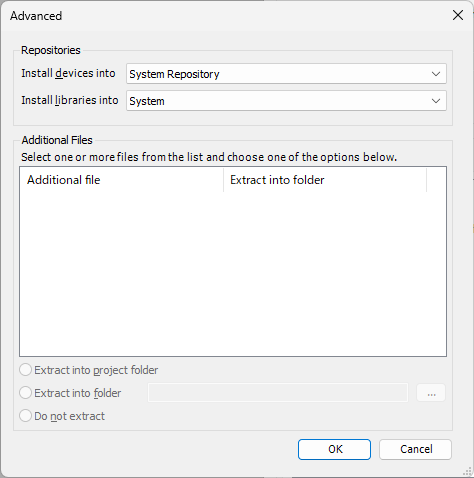 Advanced
Repositories
Install devices into
System Repository
Install libraries into
System
Additional Files
Select one or more files from the list and choose one of the options below.
Additional file
Extract into folder
Extract into project folder
Extract into folder
...
Do not extract
OK
Cancel